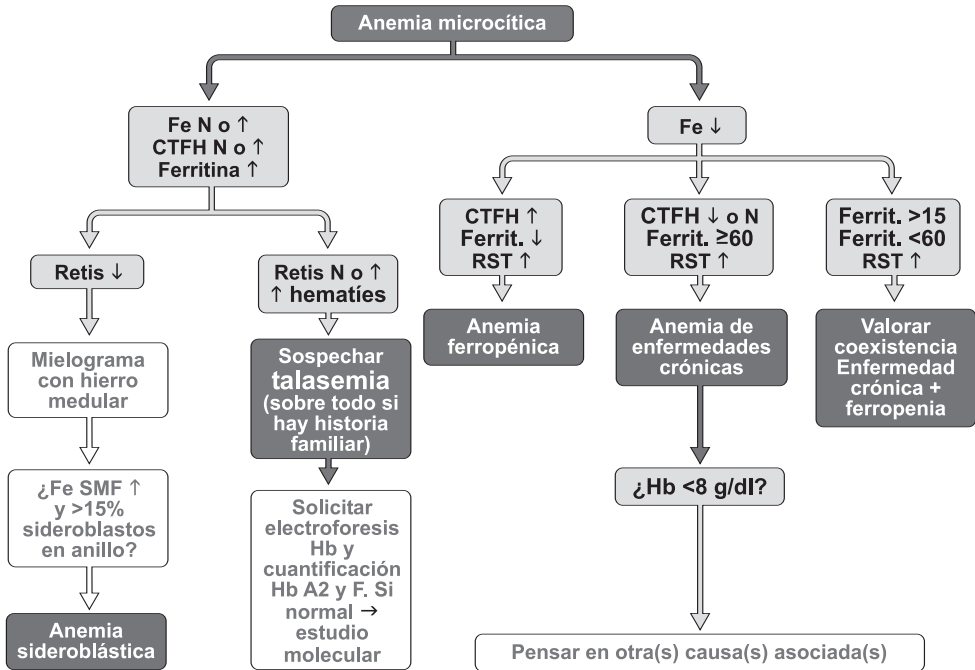 Anemia microcítica
Fe N o ↑
CTFH N o ↑
Ferritina ↑
Fe ↓
Retis ↓
Retis N o ↑
↑ hematíes
CTFH ↑
Ferrit. ↓
RST ↑
CTFH ↓ o N
Ferrit. ≥60
RST ↑
Ferrit. >15
Ferrit. <60
RST ↑
Mielograma
con hierro
medular
Sospechar
talasemia
(sobre todo si
hay historia
familiar)
Anemia
ferropénica
Anemia de
enfermedades
crónicas
Valorar
coexistencia
Enfermedad
crónica +
ferropenia
¿Fe SMF ↑
y >15%
sideroblastos
en anillo?
Solicitar
electroforesis
Hb y
cuantificación
Hb A2 y F. Si
normal →
estudio
molecular
¿Hb <8 g/dl?
Anemia
sideroblástica
Pensar en otra(s) causa(s) asociada(s)